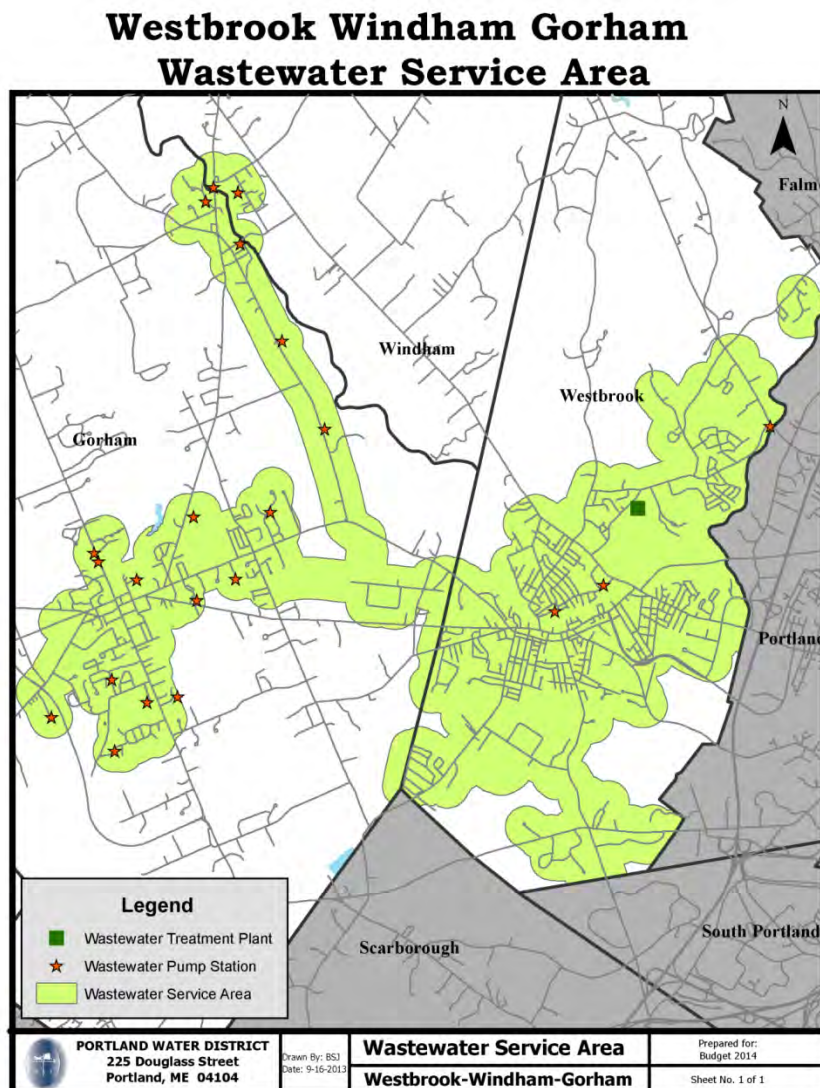 Westbrook Windham Gorham
Wastewater Service Area
N
Falm
Windham
Westbrook
Gorham
Portland
Legend
Wastewater Treatment Plant
Wastewater Pump Station
Wastewater Service Area
Scarborough
South Portland
PORTLAND WATER DISTRICT
225 Douglass Street
Portland, ME 04104
Drawn By: BSJ
Date: 9-16-2013
Wastewater Service Area
Westbrook-Windham-Gorham
Prepared for:
Budget 2014
Sheet No. 1 of 1